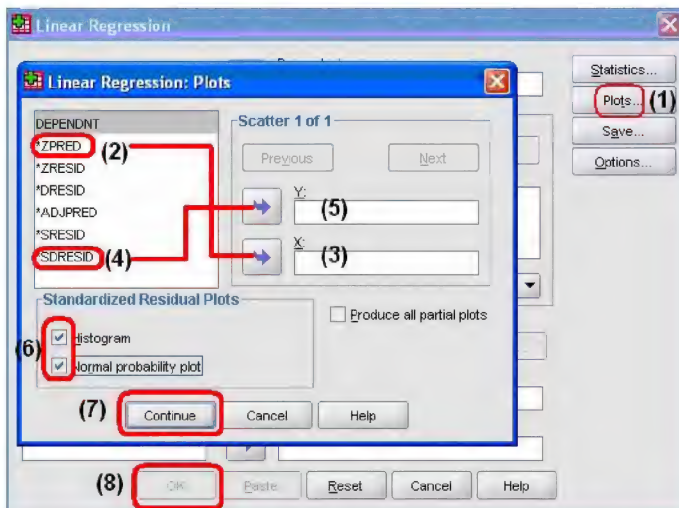 Linear Regression
Statistics...
Plots... (1)
Save...
Options...
Linear Regression: Plots
DEPENDNT
*ZPRED (2)
*ZRESID
*DRESID
*ADJPRED
*SRESID
*SDRESID (4)
Scatter 1 of 1
Previous Next
Y:
(5)
X:
(3)
Standardized Residual Plots
(6)
Histogram
Normal probability plot
Produce all partial plots
(7) Continue Cancel Help
(8) OK Paste Reset Cancel Help